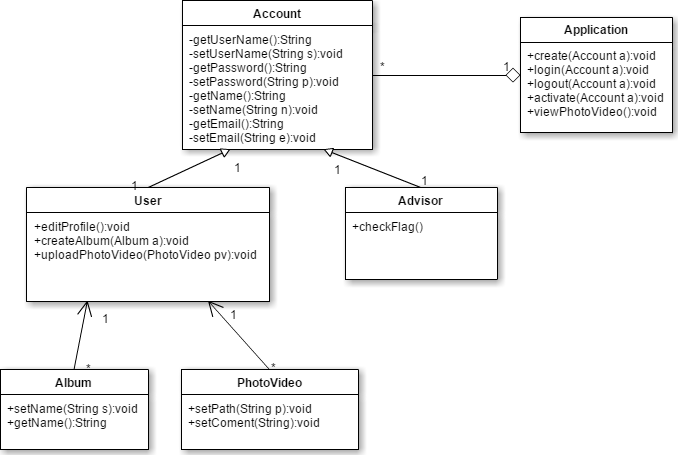 Account
-getUserName():String
-setUserName(String s):void
-getPassword():String
-setPassword(String p):void
-getName():String
-setName(String n):void
-getEmail():String
-setEmail(String e):void
Application
+create(Account a):void
+login(Account a):void
+logout(Account a):void
+activate(Account a):void
+viewPhotoVideo():void
*
1
1
1
1
1
User
+editProfile():void
+createAlbum(Album a):void
+uploadPhotoVideo(PhotoVideo pv):void
Advisor
+checkFlag()
1
1
*
*
Album
+setName(String s):void
+getName():String
PhotoVideo
+setPath(String p):void
+setComent(String):void